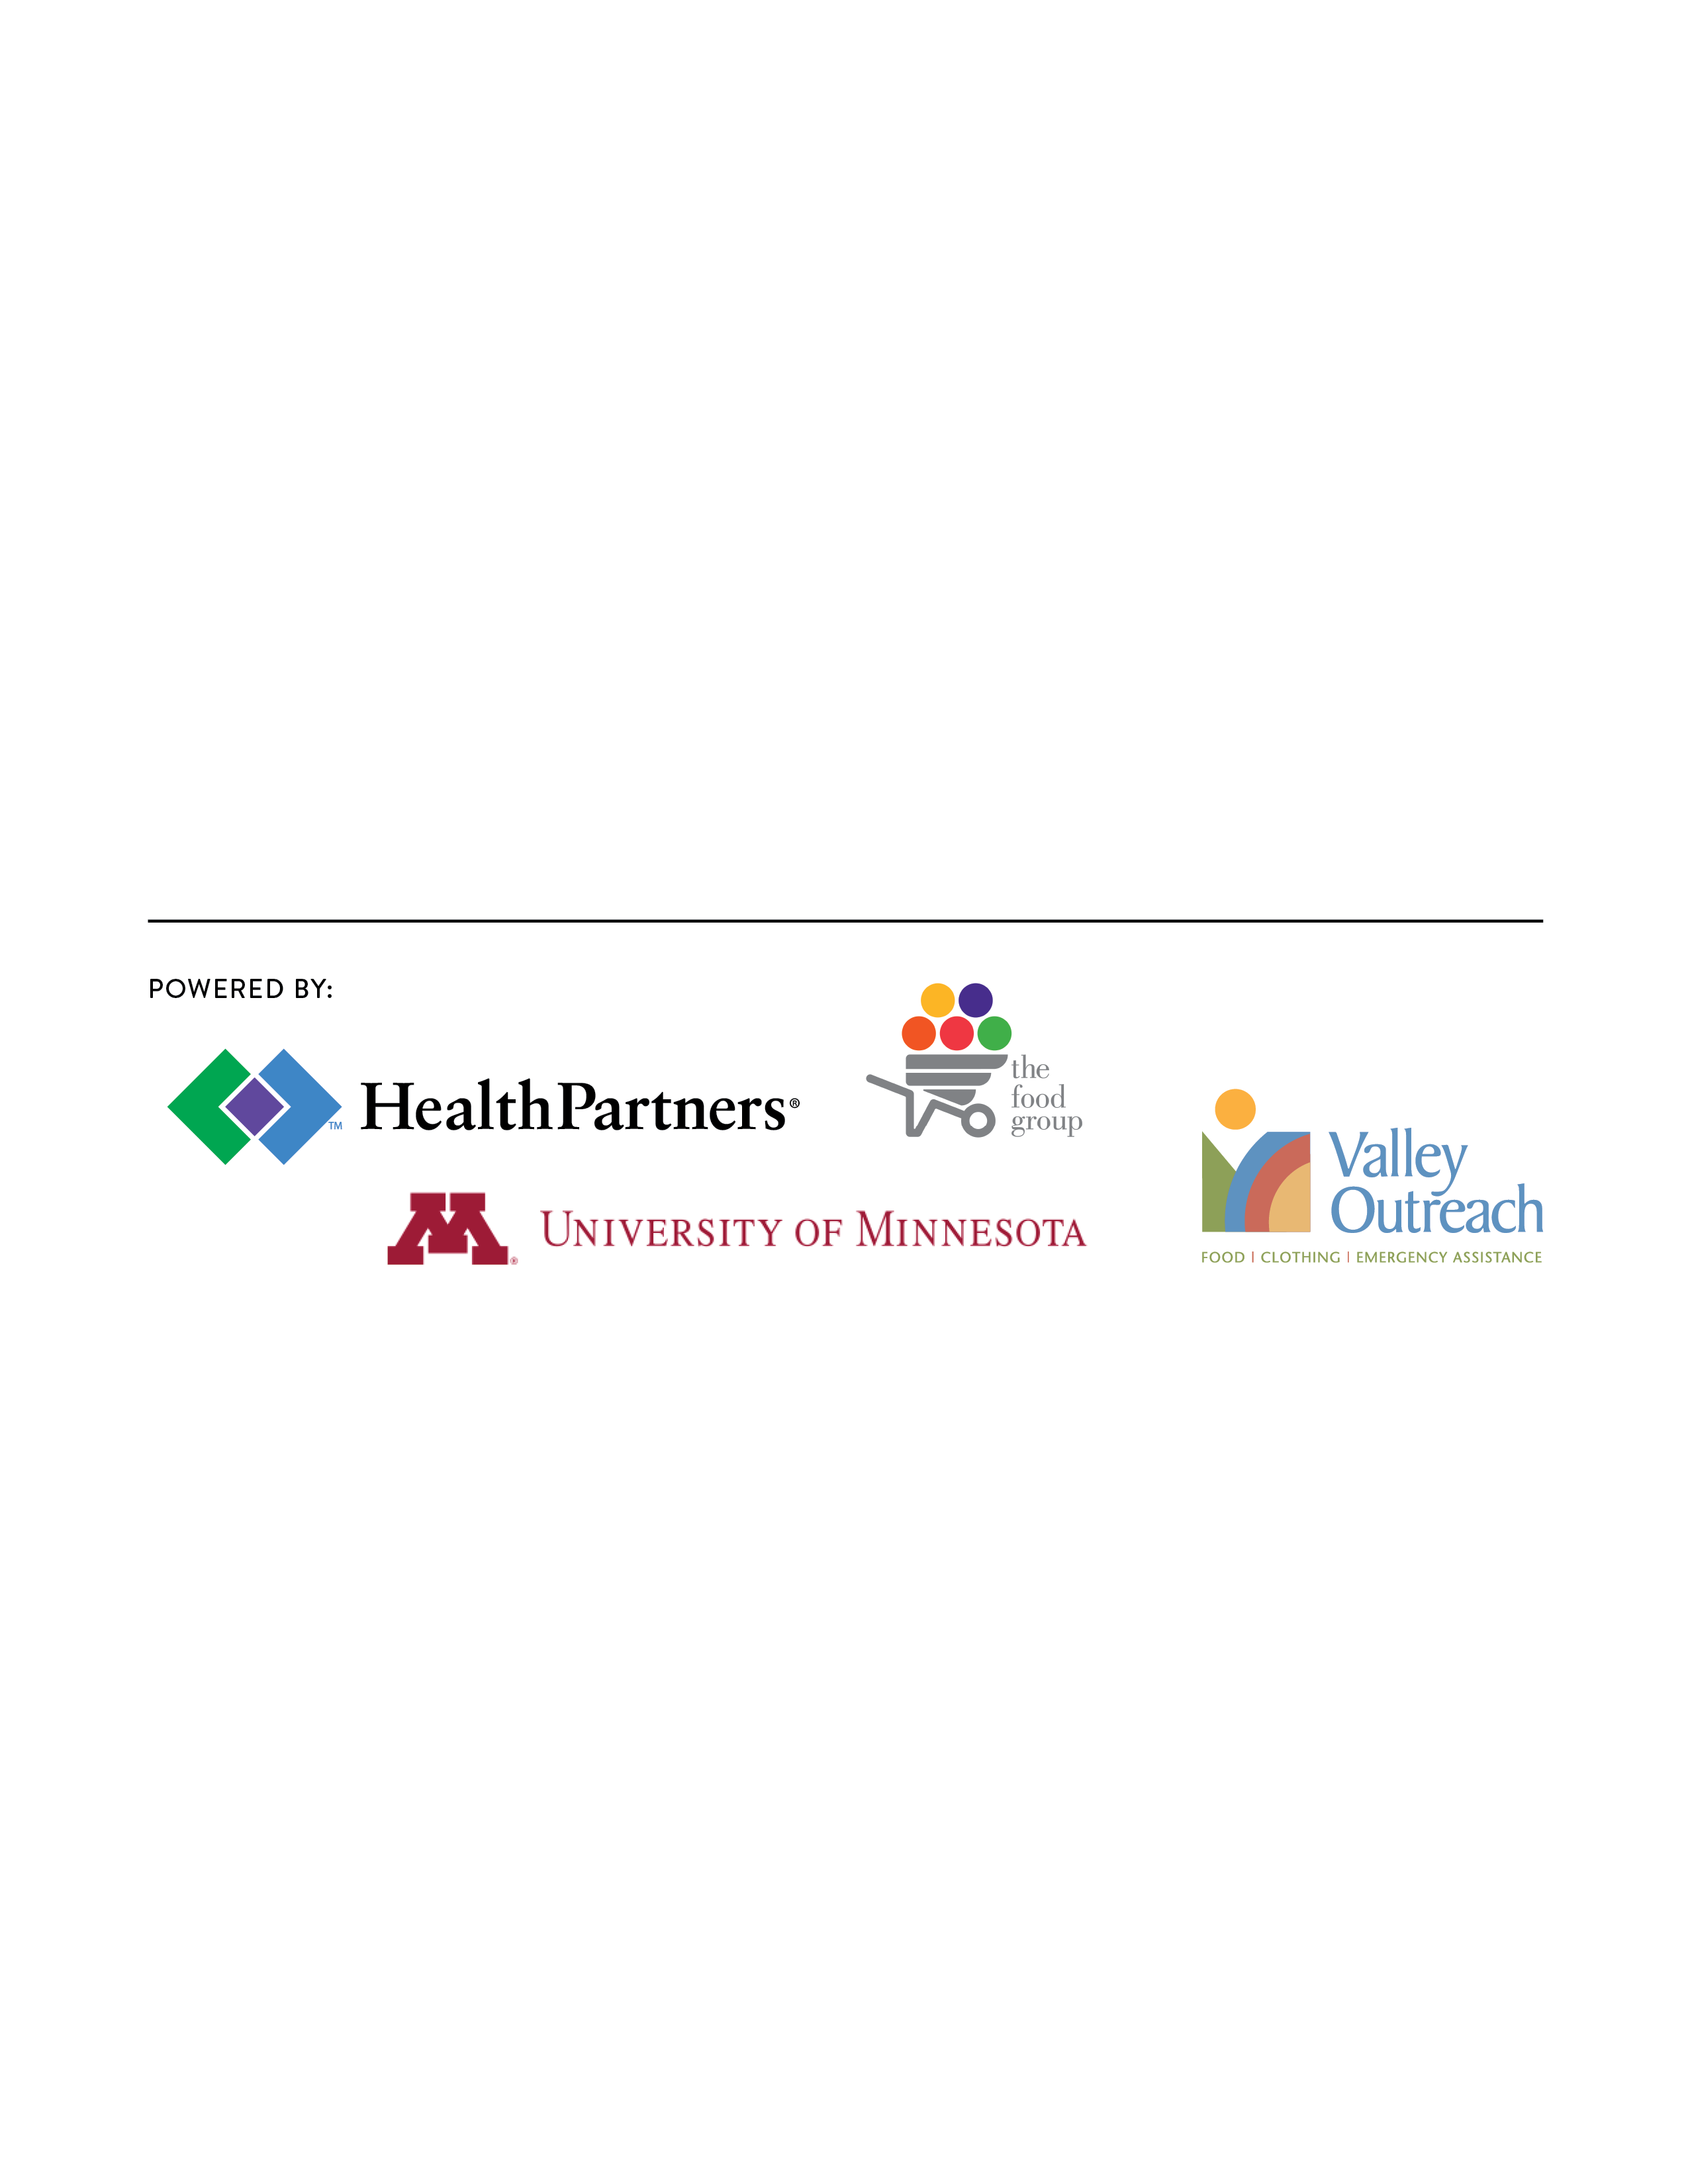 POWERED BY:
HealthPartners®
TM
the
food
group
M
®
UNIVERSITY OF MINNESOTA
Valley
Outreach
FOOD | CLOTHING | EMERGENCY ASSISTANCE